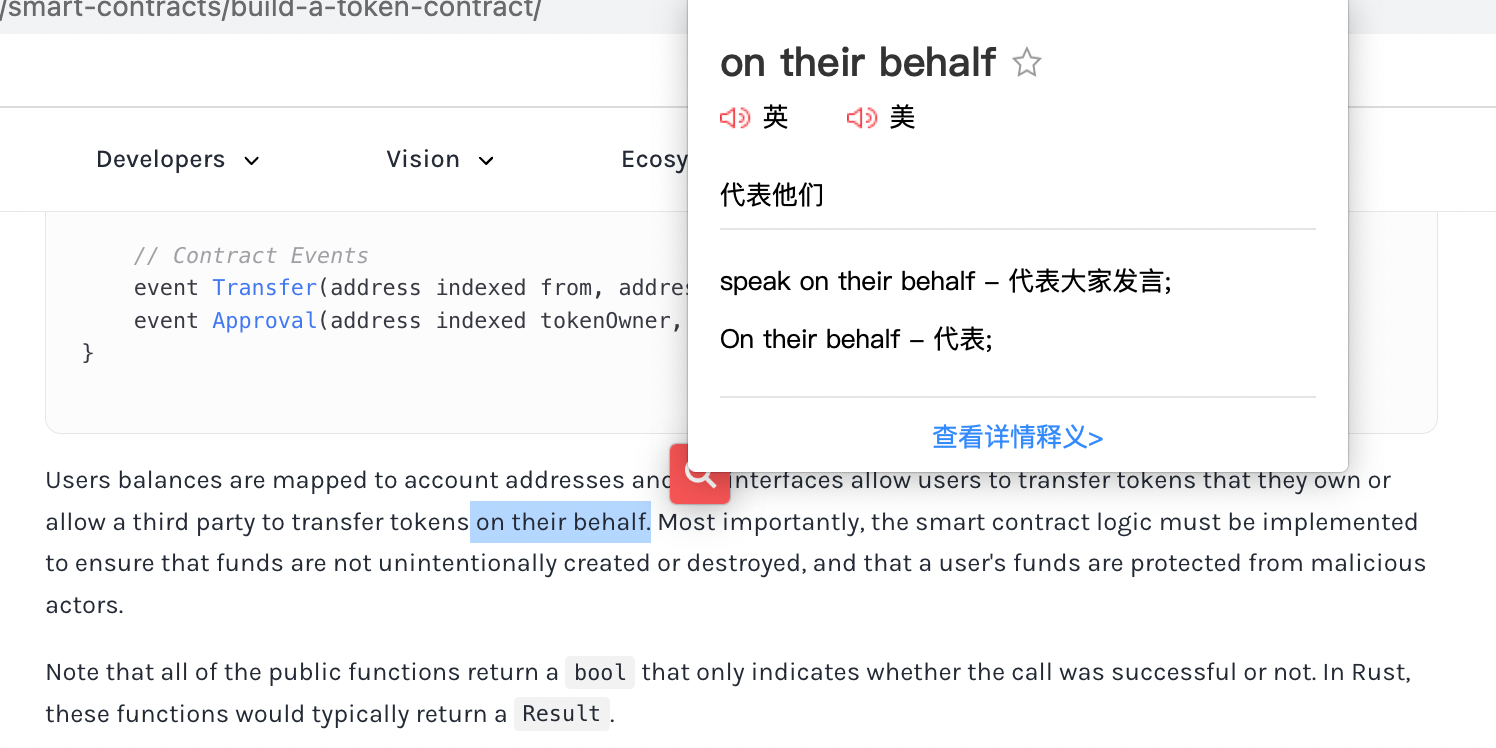 /smart-contracts/build-a-token-contract/
on their behalf
英 美
代表他们
speak on their behalf – 代表大家发言;
On their behalf – 代表;
查看详情释义>
Developers Vision Ecosy
// Contract Events
event Transfer(address indexed from, addres
event Approval(address indexed tokenOwner,
}
Users balances are mapped to account addresses and nterfaces allow users to transfer tokens that they own or
allow a third party to transfer tokens on their behalf. Most importantly, the smart contract logic must be implemented
to ensure that funds are not unintentionally created or destroyed, and that a user's funds are protected from malicious
actors.
Note that all of the public functions return a bool that only indicates whether the call was successful or not. In Rust,
these functions would typically return a Result.